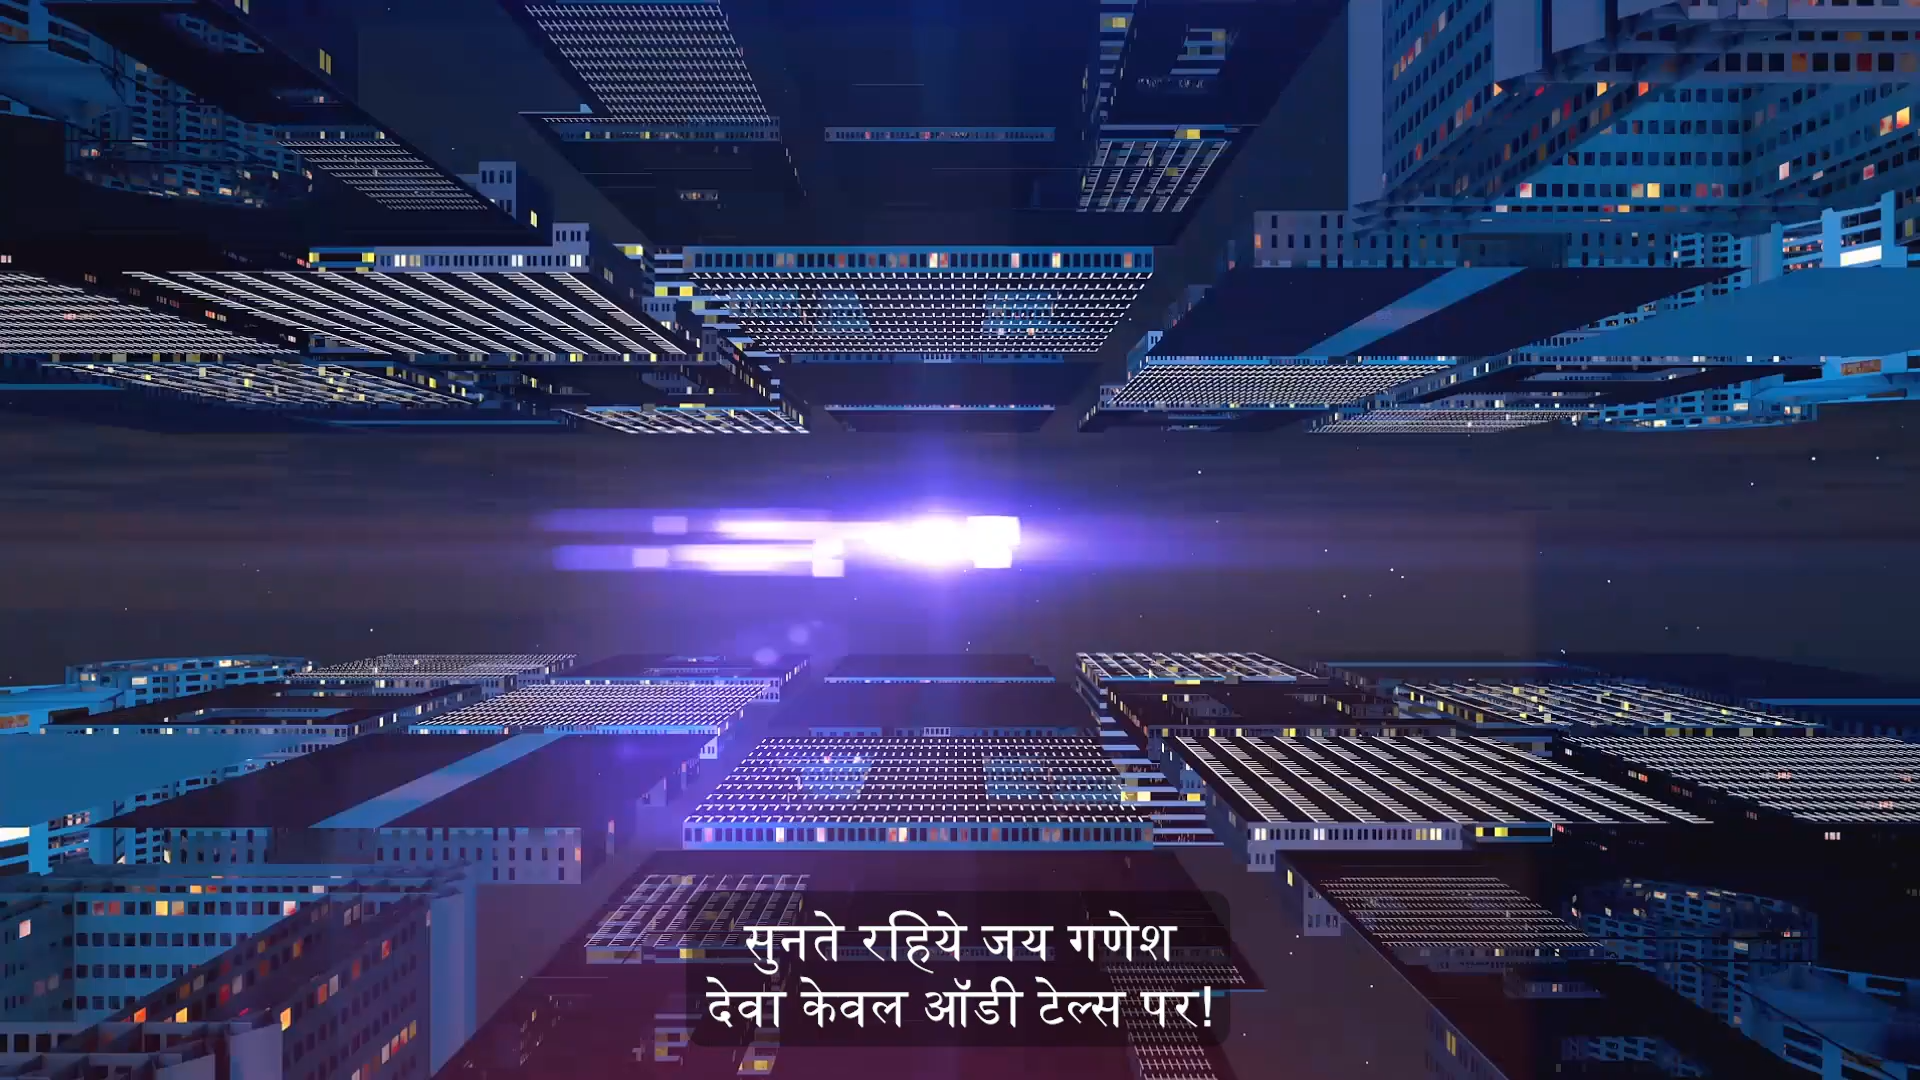 सुनते रहिये जय गणेश
देवा केवल ऑडी टेल्स पर!